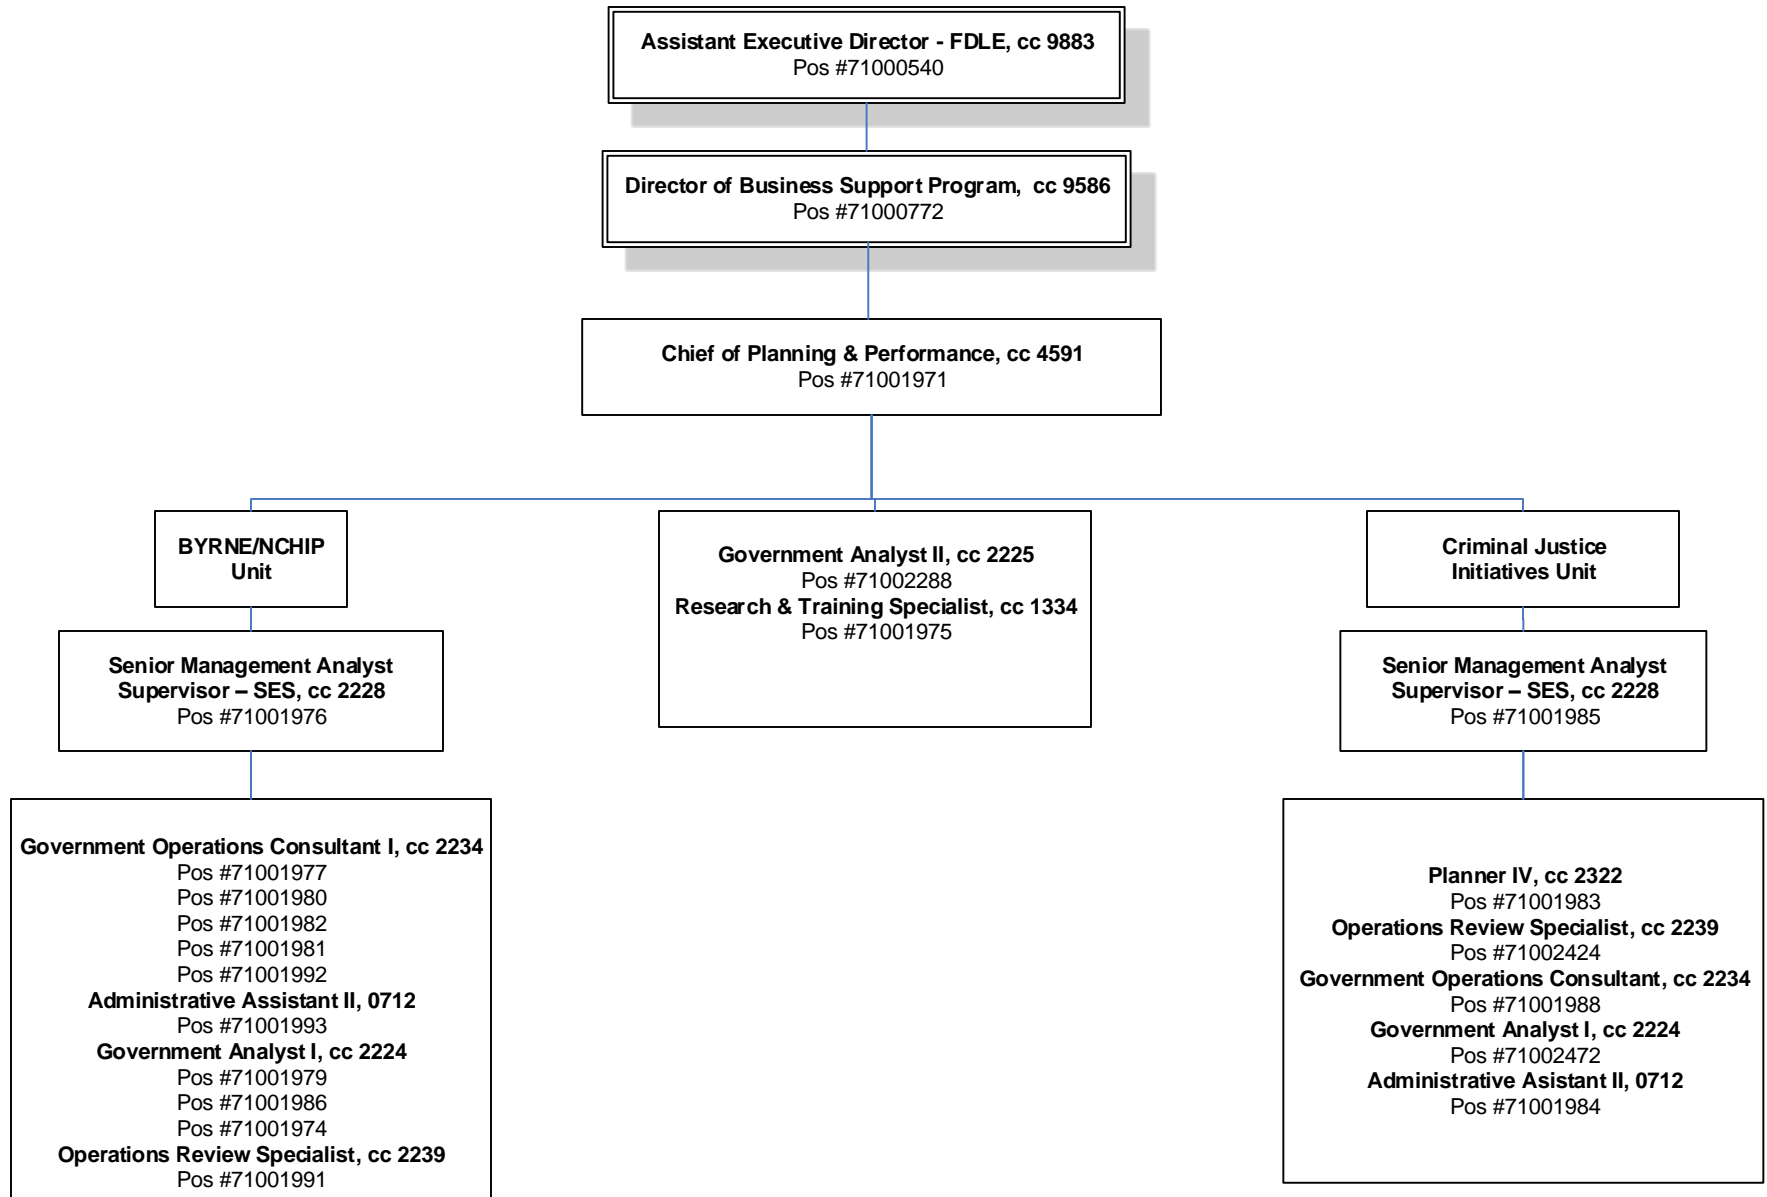 Assistant Executive Director - FDLE, cc 9883
Pos #71000540
Director of Business Support Program, cc 9586
Pos #71000772
Chief of Planning & Performance, cc 4591
Pos #71001971
BYRNE/NCHIP
Unit
Senior Management Analyst
Supervisor – SES, cc 2228
Pos #71001976
Government Operations Consultant I, cc 2234
Pos #71001977
Pos #71001980
Pos #71001982
Pos #71001981
Pos #71001992
Administrative Assistant II, 0712
Pos #71001993
Government Analyst I, cc 2224
Pos #71001979
Pos #71001986
Pos #71001974
Operations Review Specialist, cc 2239
Pos #71001991
Government Analyst II, cc 2225
Pos #71002288
Research & Training Specialist, cc 1334
Pos #71001975
Criminal Justice
Initiatives Unit
Senior Management Analyst
Supervisor – SES, cc 2228
Pos #71001985
Planner IV, cc 2322
Pos #71001983
Operations Review Specialist, cc 2239
Pos #71002424
Government Operations Consultant, cc 2234
Pos #71001988
Government Analyst I, cc 2224
Pos #71002472
Administrative Asistant II, 0712
Pos #71001984